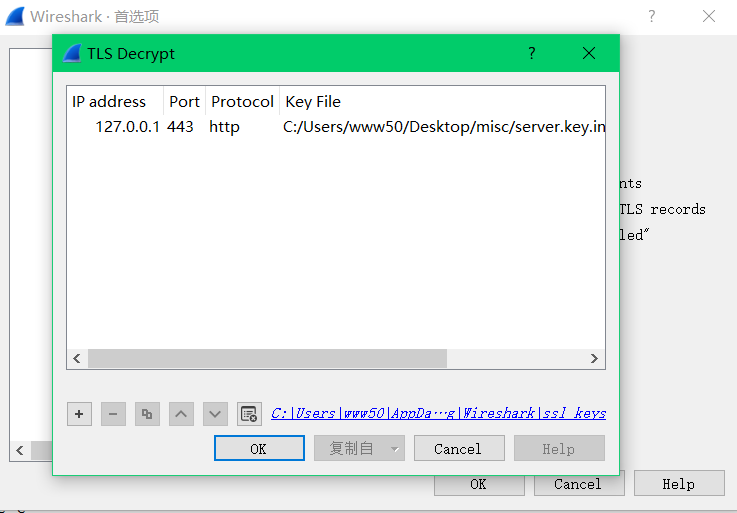 Wireshark · 首选项
TLS Decrypt
IP address Port Protocol Key File
127.0.0.1 443 http C:/Users/www50/Desktop/misc/server.key.in
nts
TLS records
led"
C:\Users\www50\AppDa…g\Wireshark\ssl_keys
OK 复制自 Cancel Help
OK Cancel Help